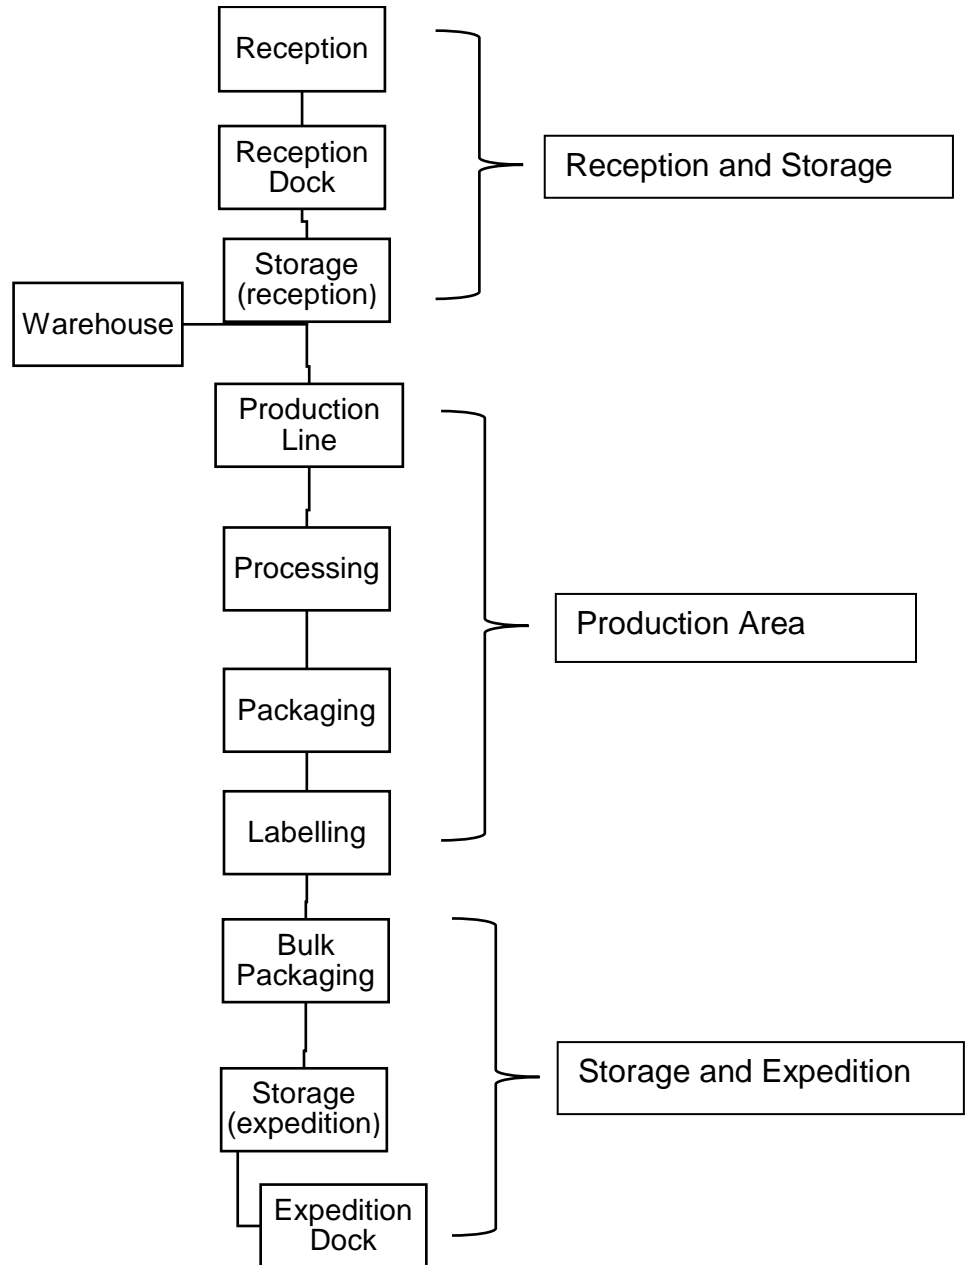 Reception
Reception
Dock
Reception and Storage
Storage
(reception)
Warehouse
Production
Line
Processing
Production Area
Packaging
Labelling
Bulk
Packaging
Storage and Expedition
Storage
(expedition)
Expedition
Dock